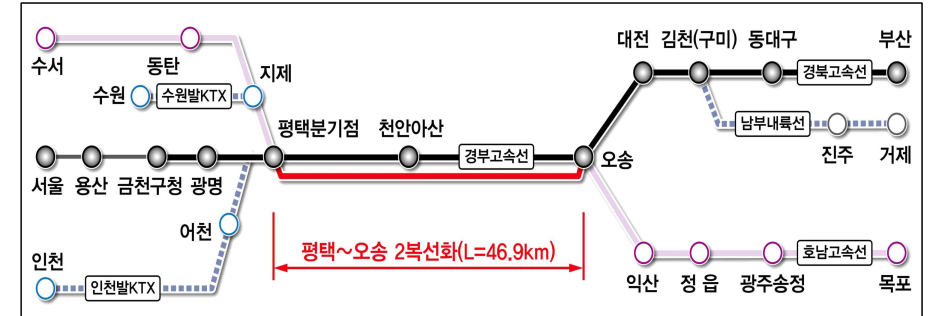 대전
김천(구미)
동대구
부산
수서
동탄
지제
경북고속선
수원
수원발KTX
남부내륙선
평택분기점
천안아산
진주
거제
경부고속선
오송
서울
용산
금천구청
광명
어천
평택~오송 2복선화(L=46.9km)
호남고속선
인천
인천발KTX
익산
정 읍
광주송정
목포